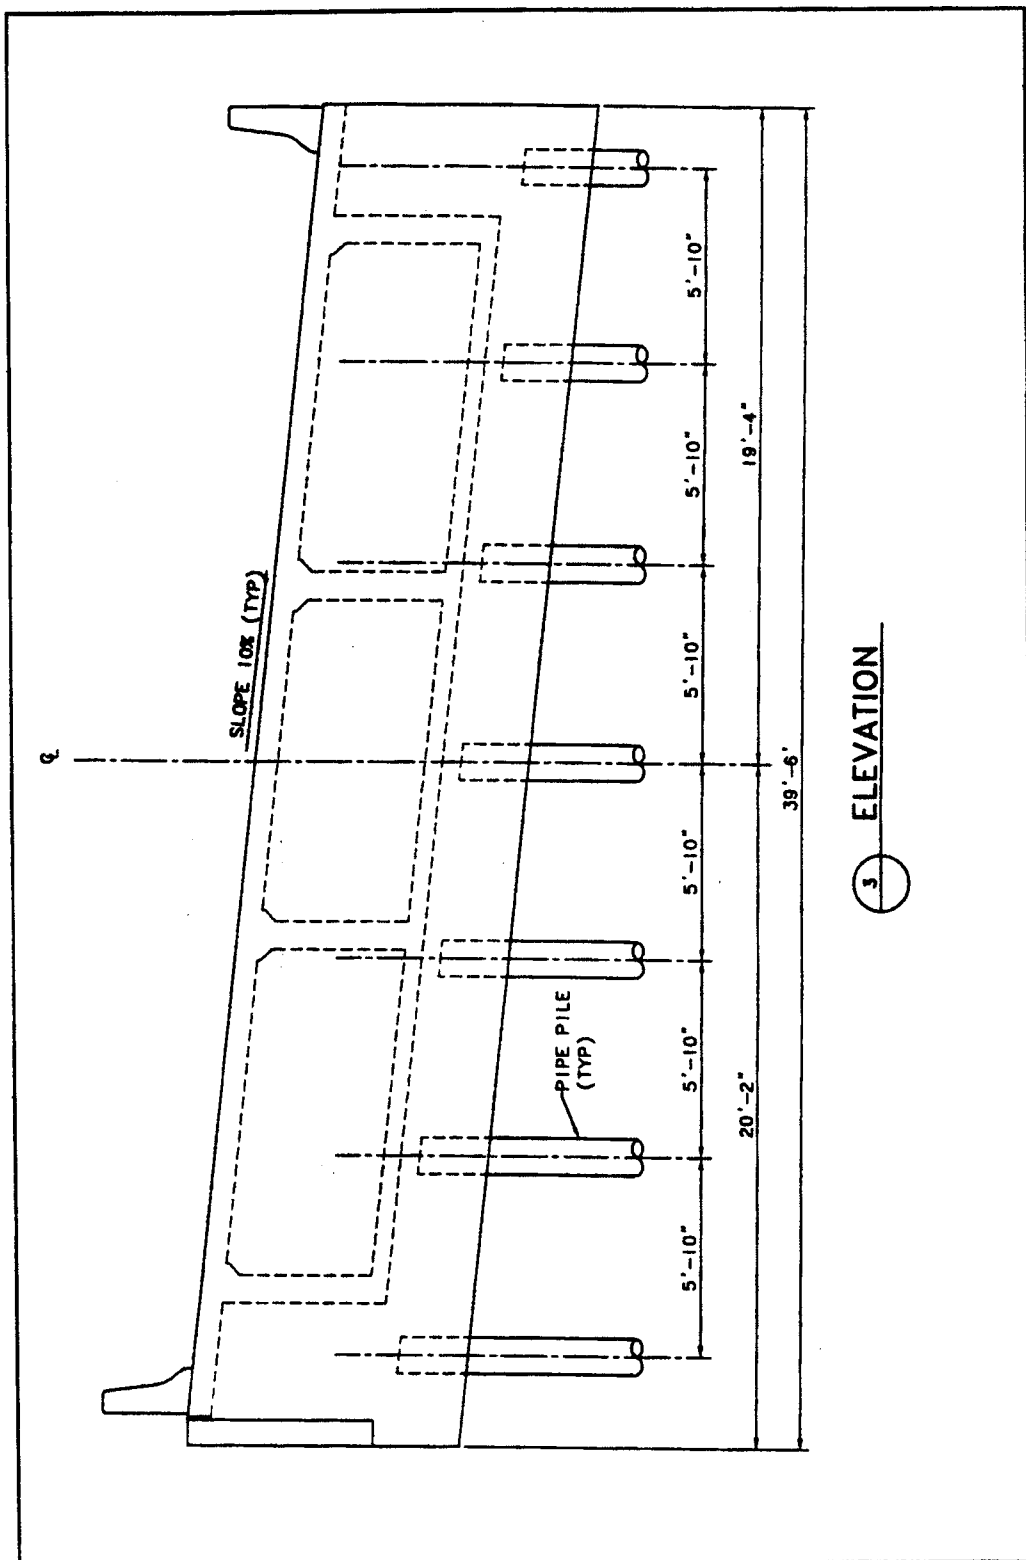 ℄
SLOPE 10% (TYP)
PIPE PILE
(TYP)
5'-10"
5'-10"
5'-10"
5'-10"
5'-10"
5'-10"
20'-2"
19'-4"
39'-6'
3 ELEVATION